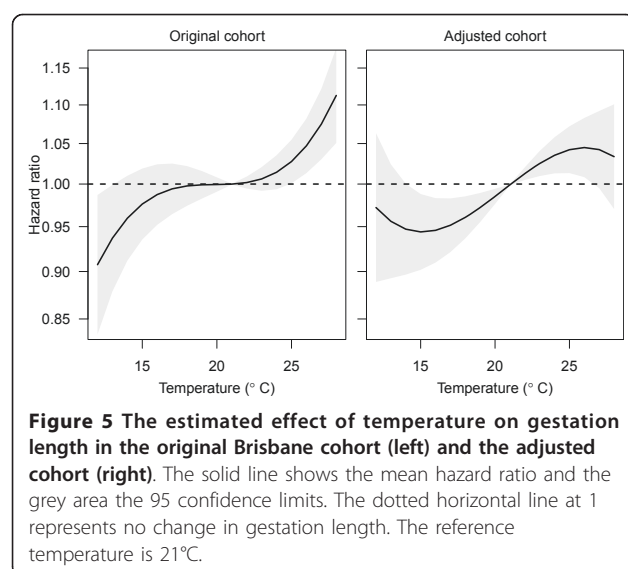 Original cohort
Adjusted cohort
Hazard ratio
1.15
1.10
1.05
1.00
0.95
0.90
0.85
15 20 25
15 20 25
Temperature (° C)
Temperature (° C)
Figure 5 The estimated effect of temperature on gestation
length in the original Brisbane cohort (left) and the adjusted
cohort (right). The solid line shows the mean hazard ratio and the
grey area the 95 confidence limits. The dotted horizontal line at 1
represents no change in gestation length. The reference
temperature is 21°C.